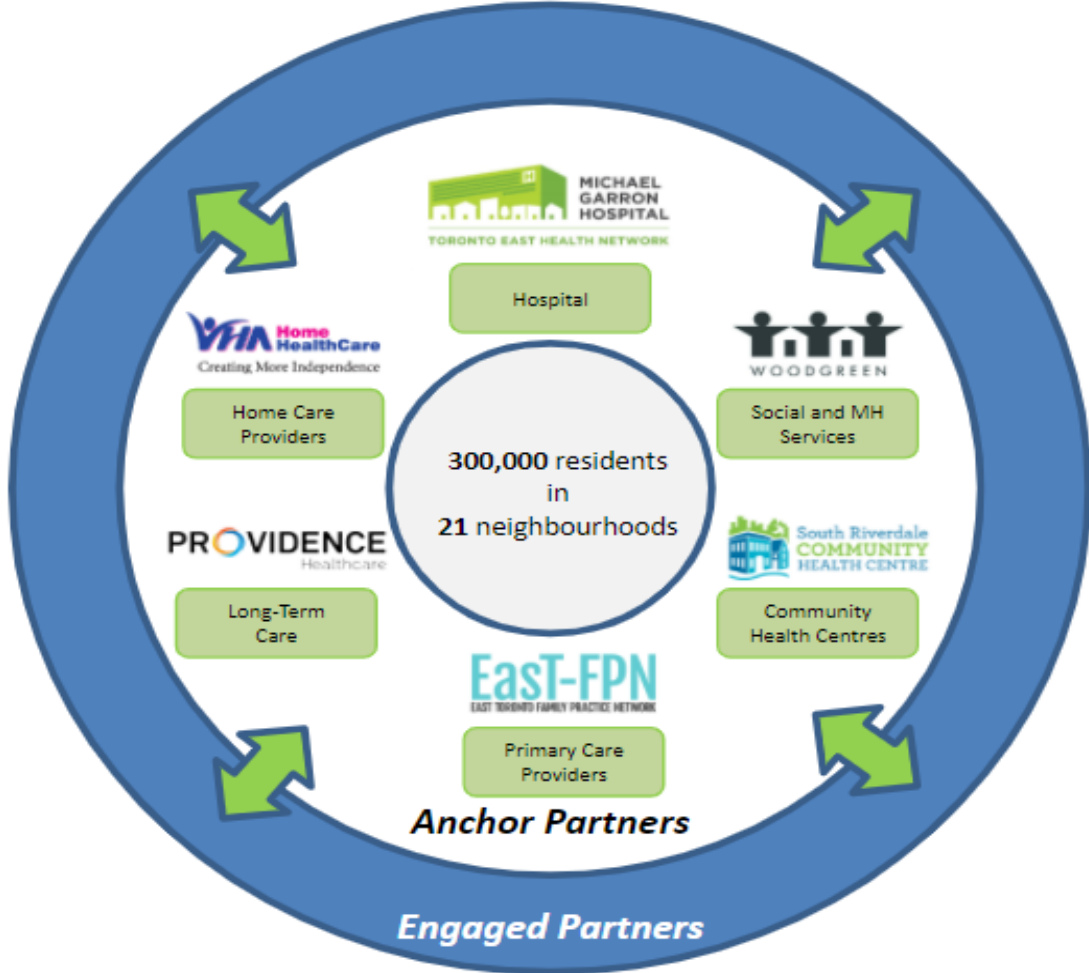 MICHAEL
GARRON
HOSPITAL
TORONTO EAST HEALTH NETWORK
Hospital
VHA Home
HealthCare
Creating More Independence
Home Care
Providers
WOODGREEN
Social and MH
Services
300,000 residents
in
21 neighbourhoods
PROVIDENCE
Healthcare
Long-Term
Care
South Riverdale
COMMUNITY
HEALTH CENTRE
Community
Health Centres
EasT-FPN
EAST TORONTO FAMILY PRACTICE NETWORK
Primary Care
Providers
Anchor Partners
Engaged Partners